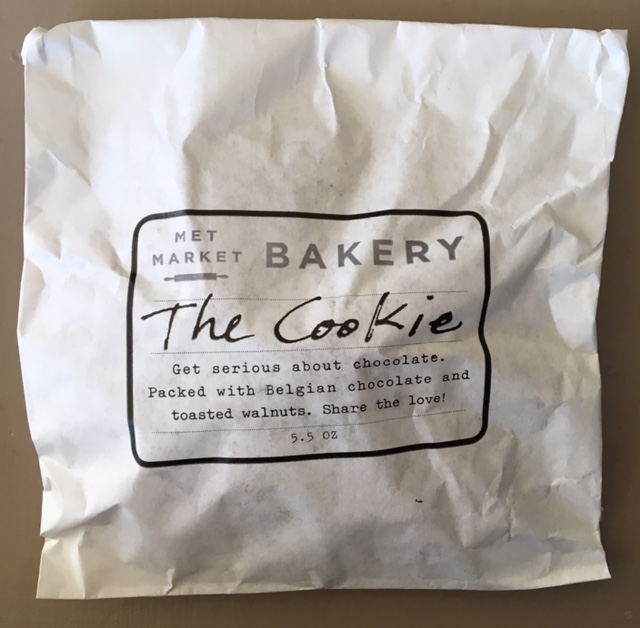 MET
MARKET
BAKERY
The Cookie
Get serious about chocolate.
Packed with Belgian chocolate and
toasted walnuts. Share the love!
5.5 OZ